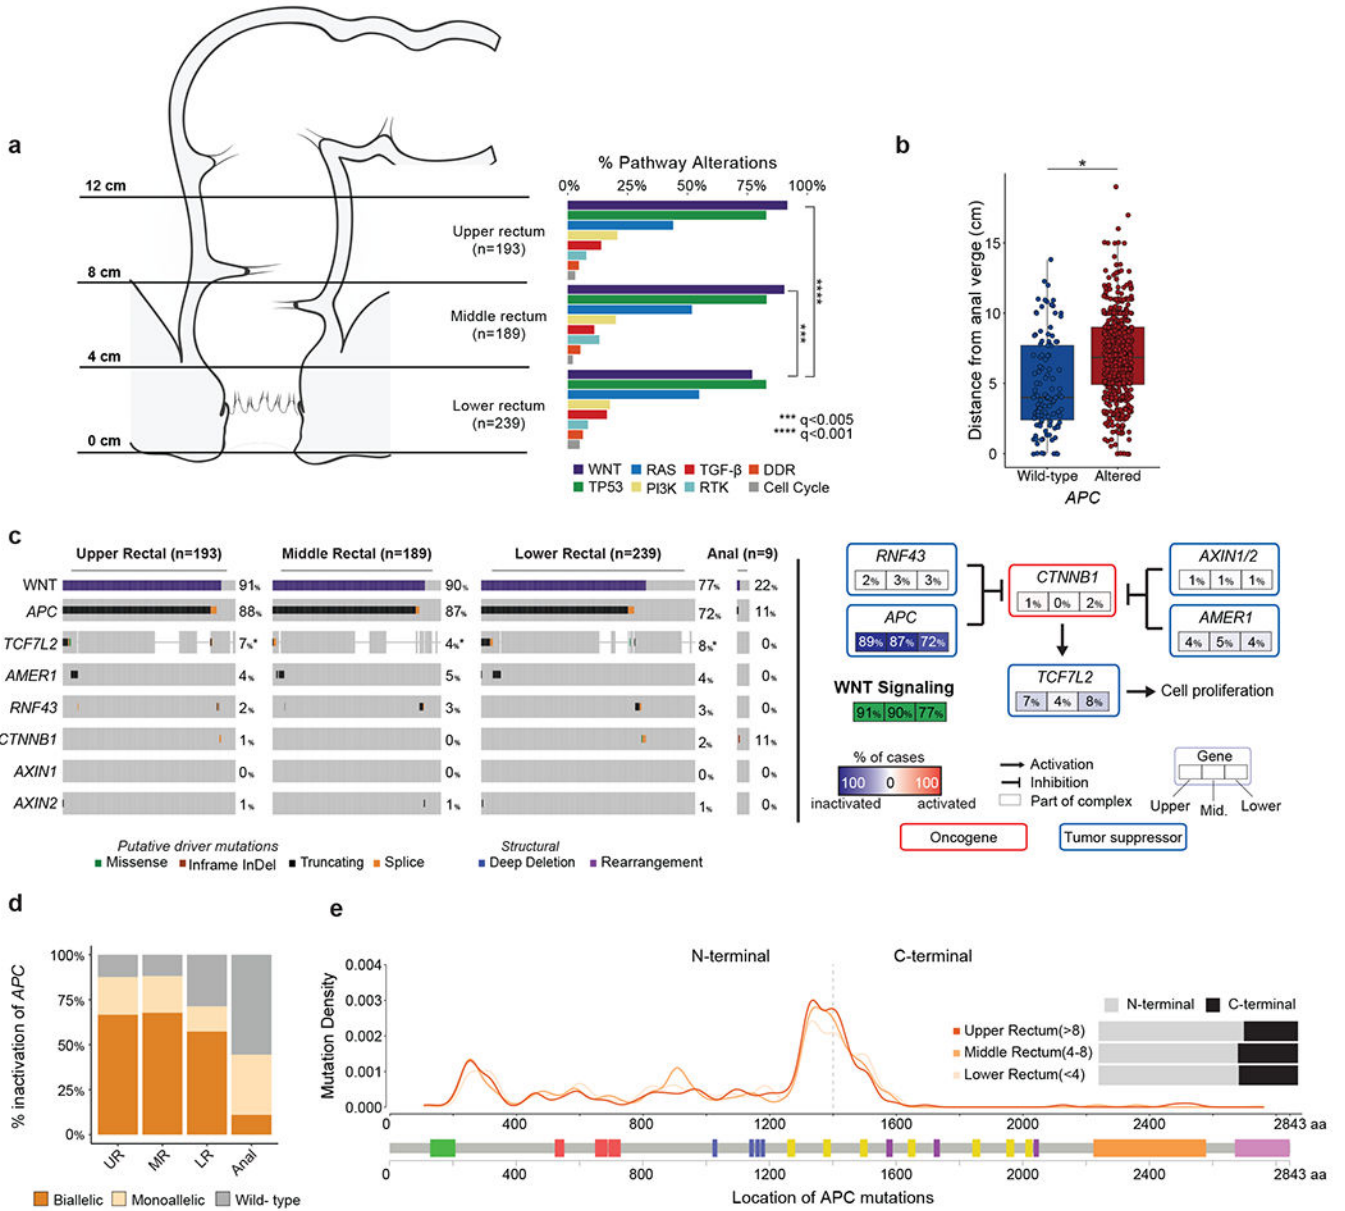 a
12 cm
8 cm
4 cm
0 cm
Upper rectum
(n=193)
Middle rectum
(n=189)
Lower rectum
(n=239)
% Pathway Alterations
0% 25% 50% 75% 100%
****
***
*** q<0.005
**** q<0.001
WNT RAS TGF-β DDR
TP53 PI3K RTK Cell Cycle
b
*
Distance from anal verge (cm)
15
10
5
0
Wild-type Altered
APC
c
Upper Rectal (n=193) Middle Rectal (n=189) Lower Rectal (n=239) Anal (n=9)
WNT 91% 90% 77% 22%
APC 88% 87% 72% 11%
TCF7L2 7%* 4%* 8%* 0%
AMER1 4% 5% 4% 0%
RNF43 2% 3% 3% 0%
CTNNB1 1% 0% 2% 11%
AXIN1 0% 0% 0% 0%
AXIN2 1% 1% 1% 0%
Putative driver mutations Structural
Missense Inframe InDel Truncating Splice Deep Deletion Rearrangement
RNF43
2% 3% 3%
APC
89% 87% 72%
CTNNB1
1% 0% 2%
AXIN1/2
1% 1% 1%
AMER1
4% 5% 4%
TCF7L2
7% 4% 8%
Cell proliferation
WNT Signaling
91% 90% 77%
% of cases
100 0 100
inactivated activated
Activation
Inhibition
Part of complex
Gene
Upper Mid. Lower
Oncogene Tumor suppressor
d
% inactivation of APC
100%
75%
50%
25%
0%
UR MR LR Anal
Biallelic Monoallelic Wild- type
e
N-terminal C-terminal
Mutation Density
0.004
0.003
0.002
0.001
0.000
N-terminal C-terminal
Upper Rectum(>8)
Middle Rectum(4-8)
Lower Rectum(<4)
0 400 800 1200 1600 2000 2400 2843 aa
0 400 800 1200 1600 2000 2400 2843 aa
Location of APC mutations